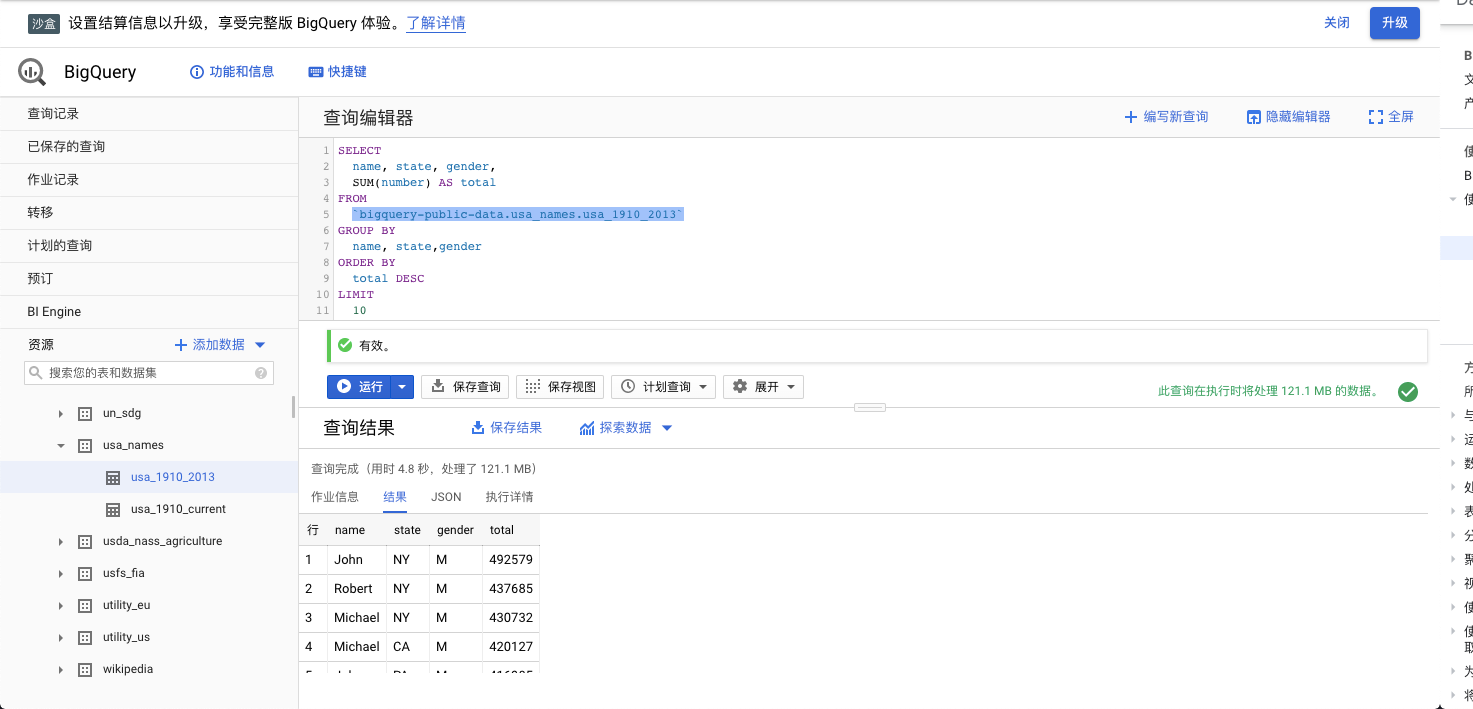 沙盒 设置结算信息以升级，享受完整版 BigQuery 体验。了解详情 关闭 升级
BigQuery 功能和信息 快捷键
查询记录
已保存的查询
作业记录
转移
计划的查询
预订
BI Engine
资源 添加数据
搜索您的表和数据集
un_sdg
usa_names
usa_1910_2013
usa_1910_current
usda_nass_agriculture
usfs_fia
utility_eu
utility_us
wikipedia
查询编辑器 编写新查询 隐藏编辑器 全屏
1 SELECT
2 name, state, gender,
3 SUM(number) AS total
4 FROM
5 `bigquery-public-data.usa_names.usa_1910_2013`
6 GROUP BY
7 name, state,gender
8 ORDER BY
9 total DESC
10 LIMIT
11 10
有效。
运行 保存查询 保存视图 计划查询 展开
此查询在执行时将处理 121.1 MB 的数据。
查询结果 保存结果 探索数据
查询完成（用时 4.8 秒，处理了 121.1 MB）
作业信息 结果 JSON 执行详情
行 name state gender total
1 John NY M 492579
2 Robert NY M 437685
3 Michael NY M 430732
4 Michael CA M 420127